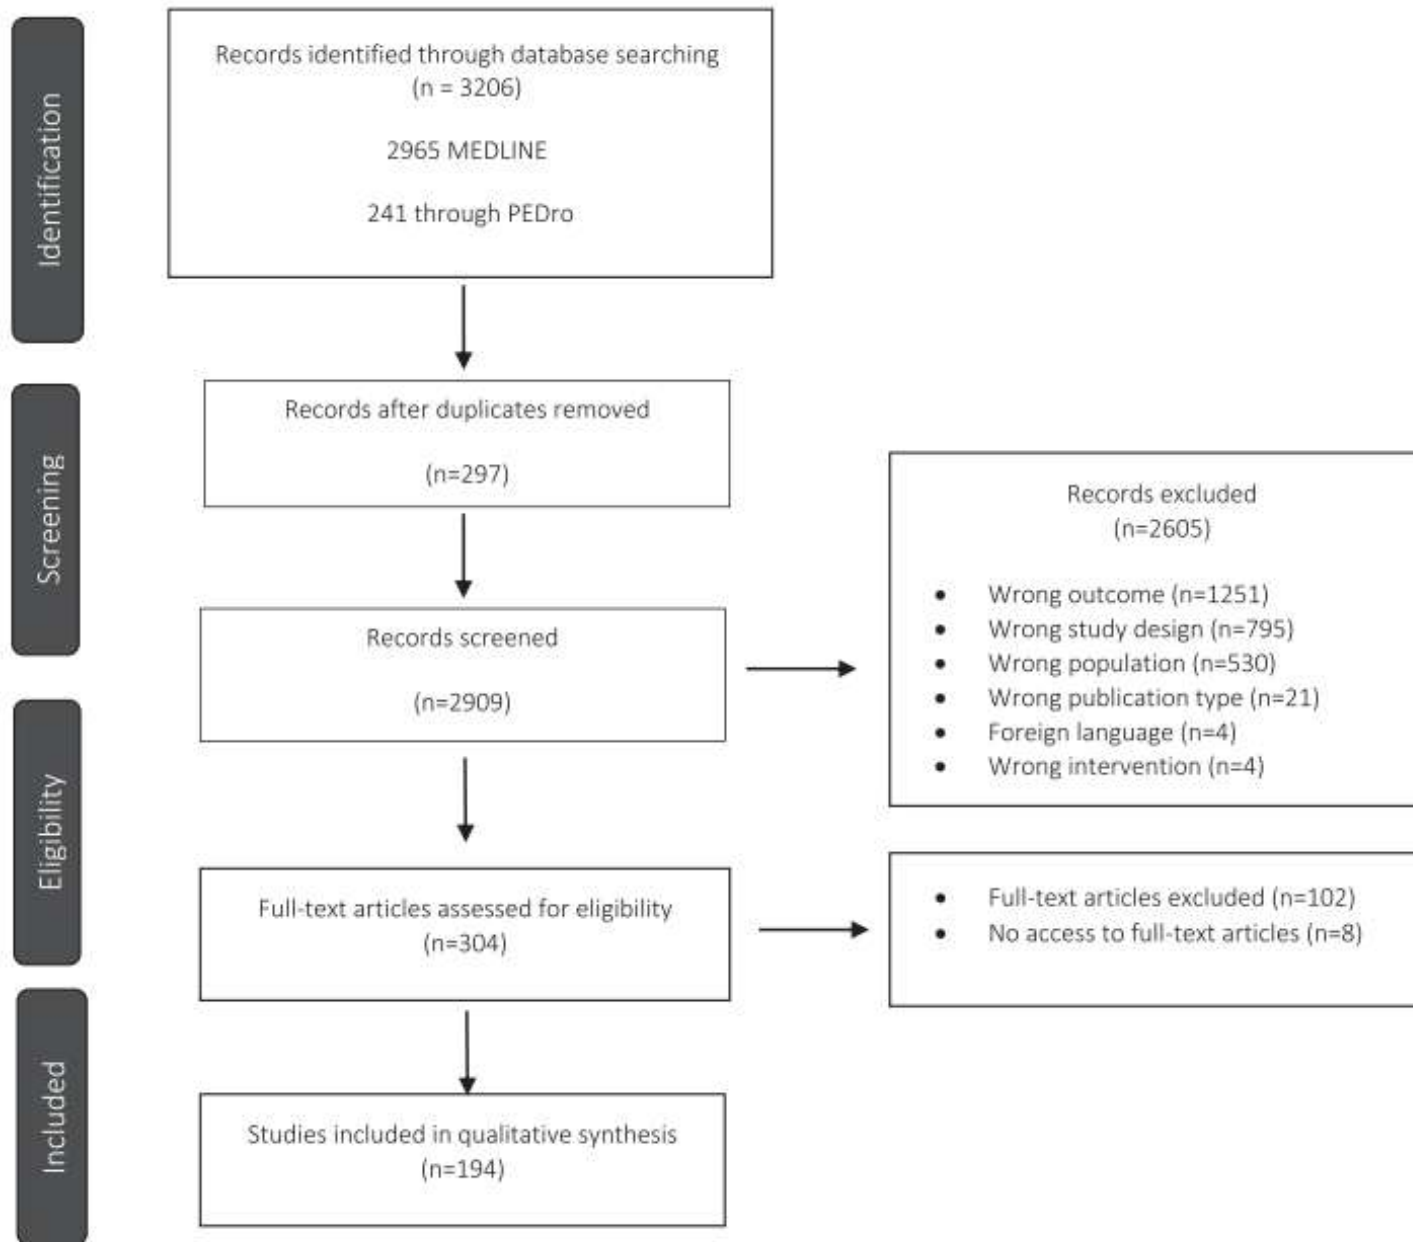 Identification
Records identified through database searching
(n = 3206)
2965 MEDLINE
241 through PEDro
Screening
Records after duplicates removed
(n=297)
Records screened
(n=2909)
Records excluded
(n=2605)
• Wrong outcome (n=1251)
• Wrong study design (n=795)
• Wrong population (n=530)
• Wrong publication type (n=21)
• Foreign language (n=4)
• Wrong intervention (n=4)
Eligibility
Full-text articles assessed for eligibility
(n=304)
• Full-text articles excluded (n=102)
• No access to full-text articles (n=8)
Included
Studies included in qualitative synthesis
(n=194)